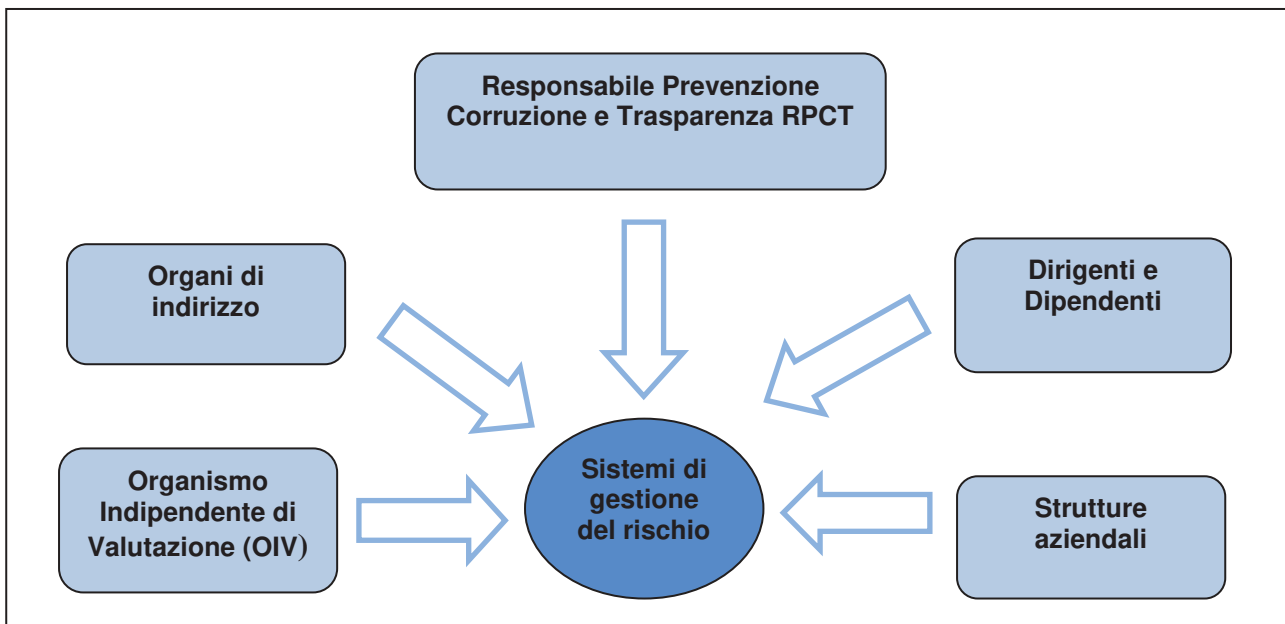 Responsabile Prevenzione
Corruzione e Trasparenza RPCT
Organi di
indirizzo
Dirigenti e
Dipendenti
Organismo
Indipendente di
Valutazione (OIV)
Sistemi di
gestione
del rischio
Strutture
aziendali